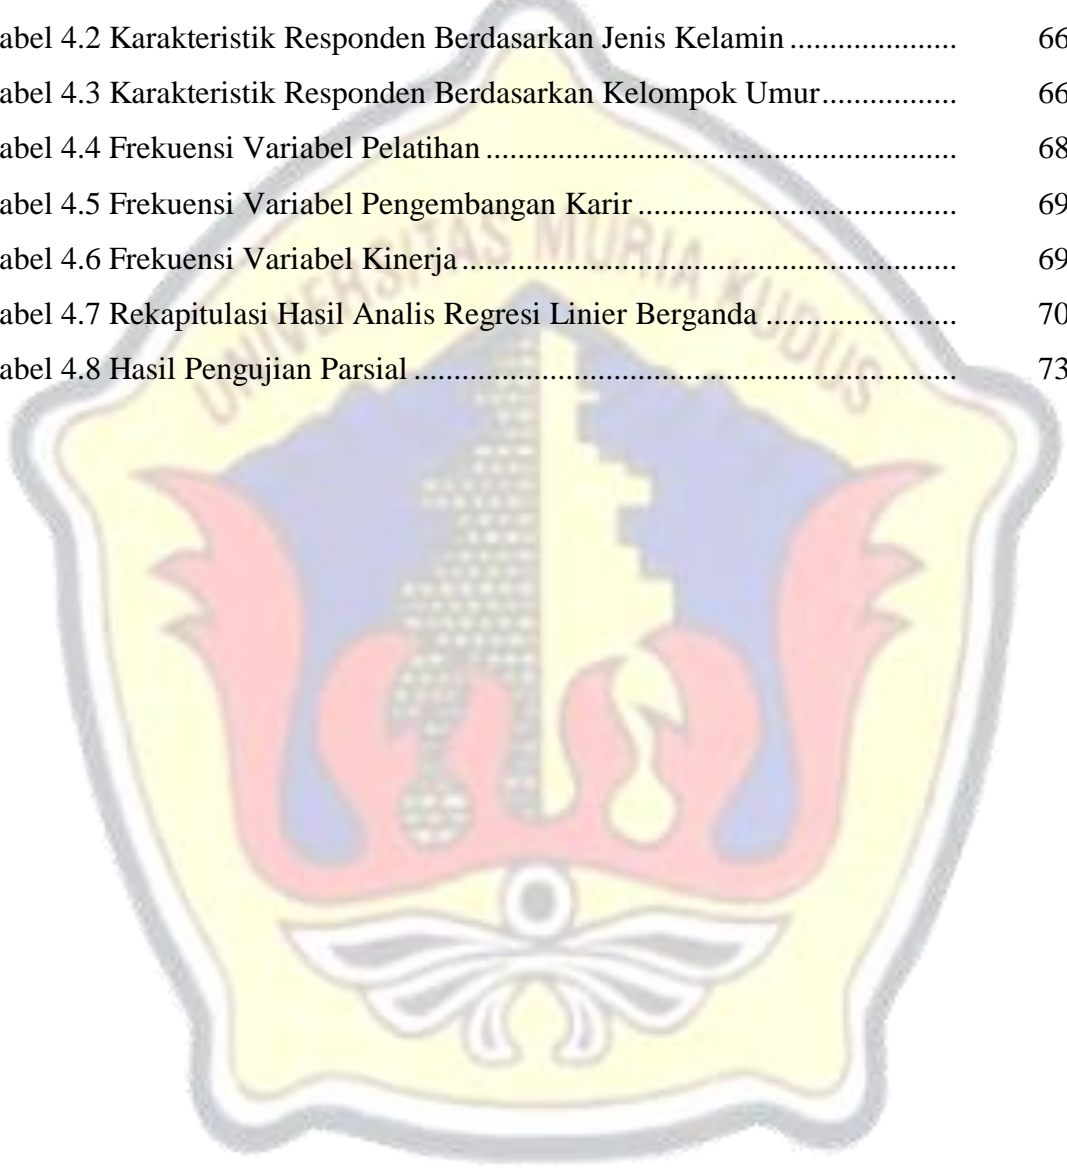 abel 4.2 Karakteristik Responden Berdasarkan Jenis Kelamin .................... 66
abel 4.3 Karakteristik Responden Berdasarkan Kelompok Umur................ 66
abel 4.4 Frekuensi Variabel Pelatihan ........................................................ 68
abel 4.5 Frekuensi Variabel Pengembangan Karir ...................................... 69
abel 4.6 Frekuensi Variabel Kinerja........................................................... 69
abel 4.7 Rekapitulasi Hasil Analis Regresi Linier Berganda ....................... 70
abel 4.8 Hasil Pengujian Parsial ................................................................. 73
UNIVERSITAS MURIA KUDUS